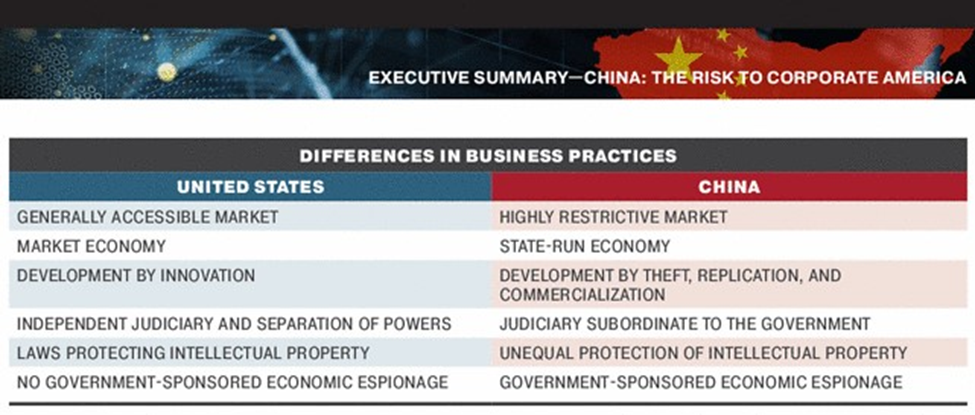 EXECUTIVE SUMMARY—CHINA: THE RISK TO CORPORATE AMERICA
DIFFERENCES IN BUSINESS PRACTICES
UNITED STATES CHINA
GENERALLY ACCESSIBLE MARKET HIGHLY RESTRICTIVE MARKET
MARKET ECONOMY STATE-RUN ECONOMY
DEVELOPMENT BY INNOVATION DEVELOPMENT BY THEFT, REPLICATION, AND
COMMERCIALIZATION
INDEPENDENT JUDICIARY AND SEPARATION OF POWERS JUDICIARY SUBORDINATE TO THE GOVERNMENT
LAWS PROTECTING INTELLECTUAL PROPERTY UNEQUAL PROTECTION OF INTELLECTUAL PROPERTY
NO GOVERNMENT-SPONSORED ECONOMIC ESPIONAGE GOVERNMENT-SPONSORED ECONOMIC ESPIONAGE